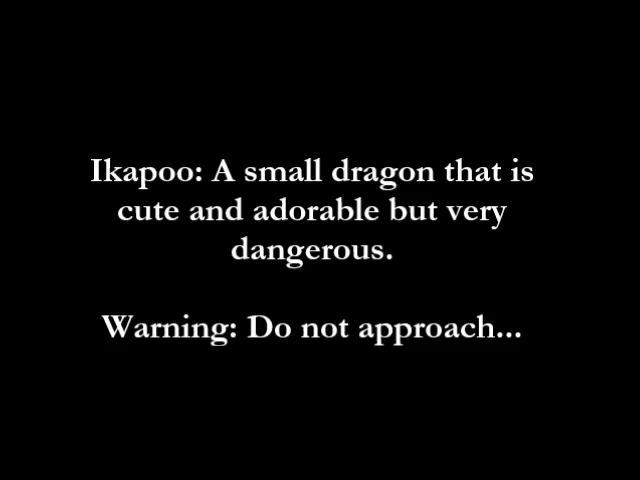 Ikapoo: A small dragon that is
cute and adorable but very
dangerous.
Warning: Do not approach...